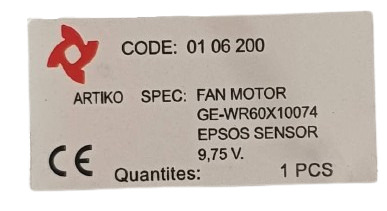 CODE: 01 06 200
ARTIKO SPEC: FAN MOTOR
GE-WR60X10074
EPSOS SENSOR
9,75 V.
CE
Quantites: 1 PCS